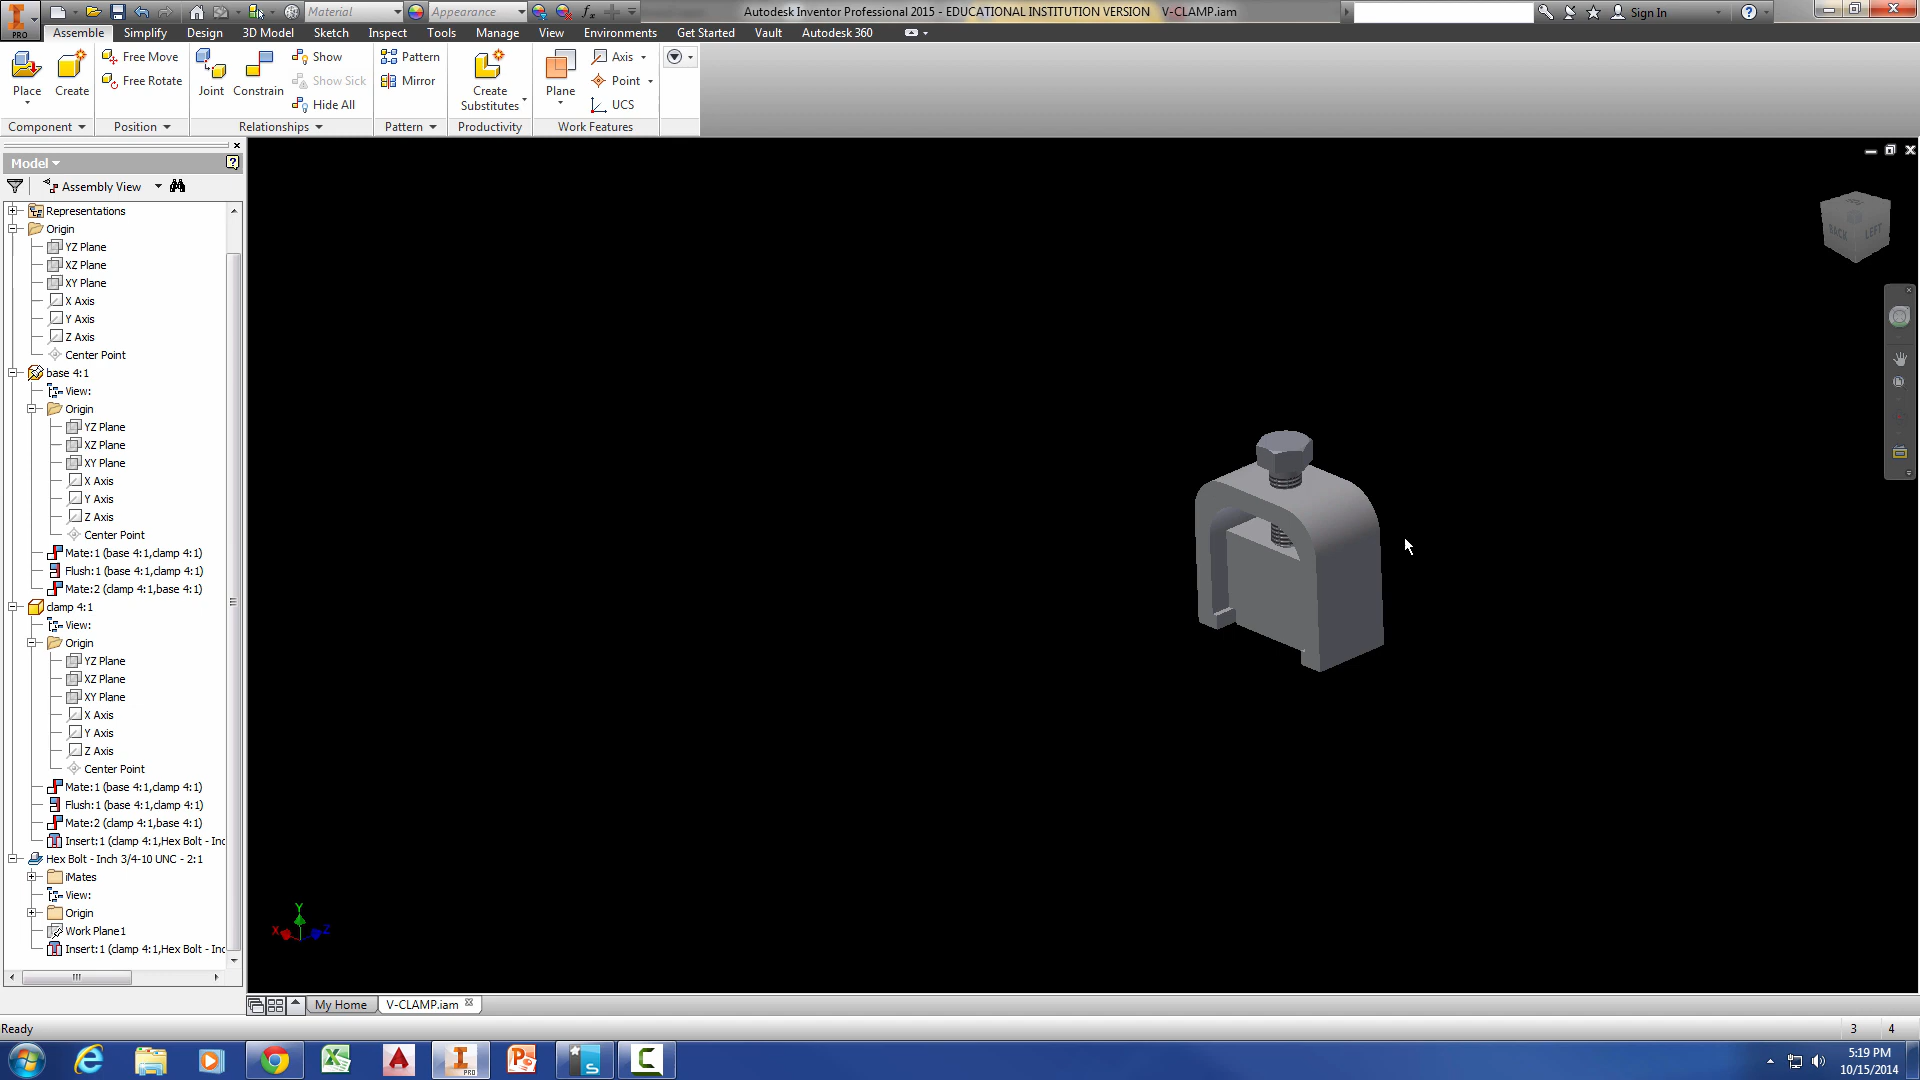 PRO
Material
Appearance
Autodesk Inventor Professional 2015 - EDUCATIONAL INSTITUTION VERSION V-CLAMP.iam
Sign In
Assemble Simplify Design 3D Model Sketch Inspect Tools Manage View Environments Get Started Vault Autodesk 360
Place
Create
Free Move
Free Rotate
Joint
Constrain
Show
Show Sick
Hide All
Pattern
Mirror
Create
Substitutes
Plane
Axis
Point
UCS
Component Position Relationships Pattern Productivity Work Features
Model
Assembly View
Representations
Origin
YZ Plane
XZ Plane
XY Plane
X Axis
Y Axis
Z Axis
Center Point
base 4:1
View:
Origin
YZ Plane
XZ Plane
XY Plane
X Axis
Y Axis
Z Axis
Center Point
Mate:1 (base 4:1,clamp 4:1)
Flush:1 (base 4:1,clamp 4:1)
Mate:2 (clamp 4:1,base 4:1)
clamp 4:1
View:
Origin
YZ Plane
XZ Plane
XY Plane
X Axis
Y Axis
Z Axis
Center Point
Mate:1 (base 4:1,clamp 4:1)
Flush:1 (base 4:1,clamp 4:1)
Mate:2 (clamp 4:1,base 4:1)
Insert:1 (clamp 4:1,Hex Bolt - Inc
Hex Bolt - Inch 3/4-10 UNC - 2:1
iMates
View:
Origin
Work Plane1
Insert:1 (clamp 4:1,Hex Bolt - Inc
BACK LEFT
Y
X Z
My Home V-CLAMP.iam
Ready
3 4
PRO
5:19 PM
10/15/2014